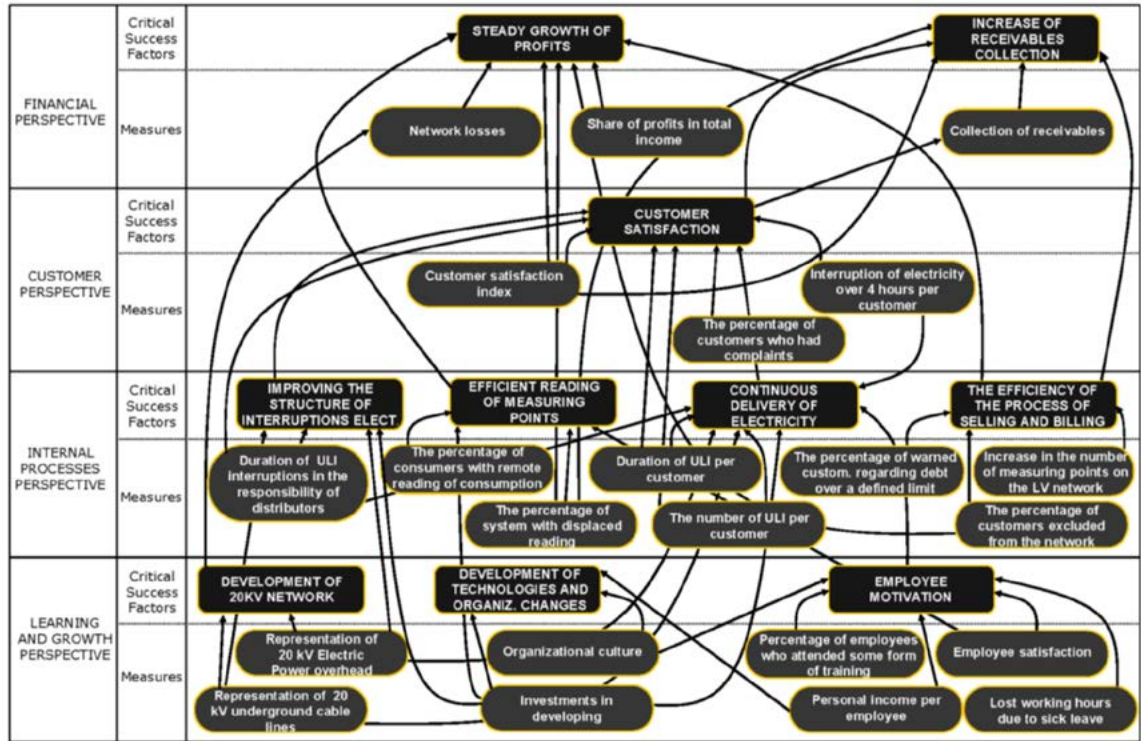 Critical
Success
Factors
STEADY GROWTH OF
PROFITS
INCREASE OF
RECEIVABLES
COLLECTION
FINANCIAL
PERSPECTIVE
Measures
Network losses
Share of profits in total
income
Collection of receivables
Critical
Success
Factors
CUSTOMER
SATISFACTION
CUSTOMER
PERSPECTIVE
Measures
Customer satisfaction
index
Interruption of electricity
over 4 hours per
customer
The percentage of
customers who had
complaints
Critical
Success
Factors
IMPROVING THE
STRUCTURE OF
INTERRUPTIONS ELECT.
EFFICIENT READING
OF MEASURING
POINTS
CONTINUOUS
DELIVERY OF
ELECTRICITY
THE EFFICIENCY OF
THE PROCESS OF
SELLING AND BILLING
INTERNAL
PROCESSES
PERSPECTIVE
Measures
Duration of ULI
interruptions in the
responsibility of
distributors
The percentage of
consumers with remote
reading of consumption
The percentage of
system with displaced
reading
Duration of ULI per
customer
The number of ULI per
customer
The percentage of warned
custom. regarding debt
over a defined limit
Increase in the number
of measuring points on
the LV network
The percentage of
customers excluded
from the network
Critical
Success
Factors
DEVELOPMENT OF
20KV NETWORK
DEVELOPMENT OF
TECHNOLOGIES AND
ORGANIZ. CHANGES
EMPLOYEE
MOTIVATION
LEARNING
AND GROWTH
PERSPECTIVE
Measures
Representation of
20 kV Electric
Power overhead
Representation of 20
kV underground cable
lines
Organizational culture
Investments in
developing
Percentage of employees
who attended some form
of training
Employee satisfaction
Personal income per
employee
Lost working hours
due to sick leave